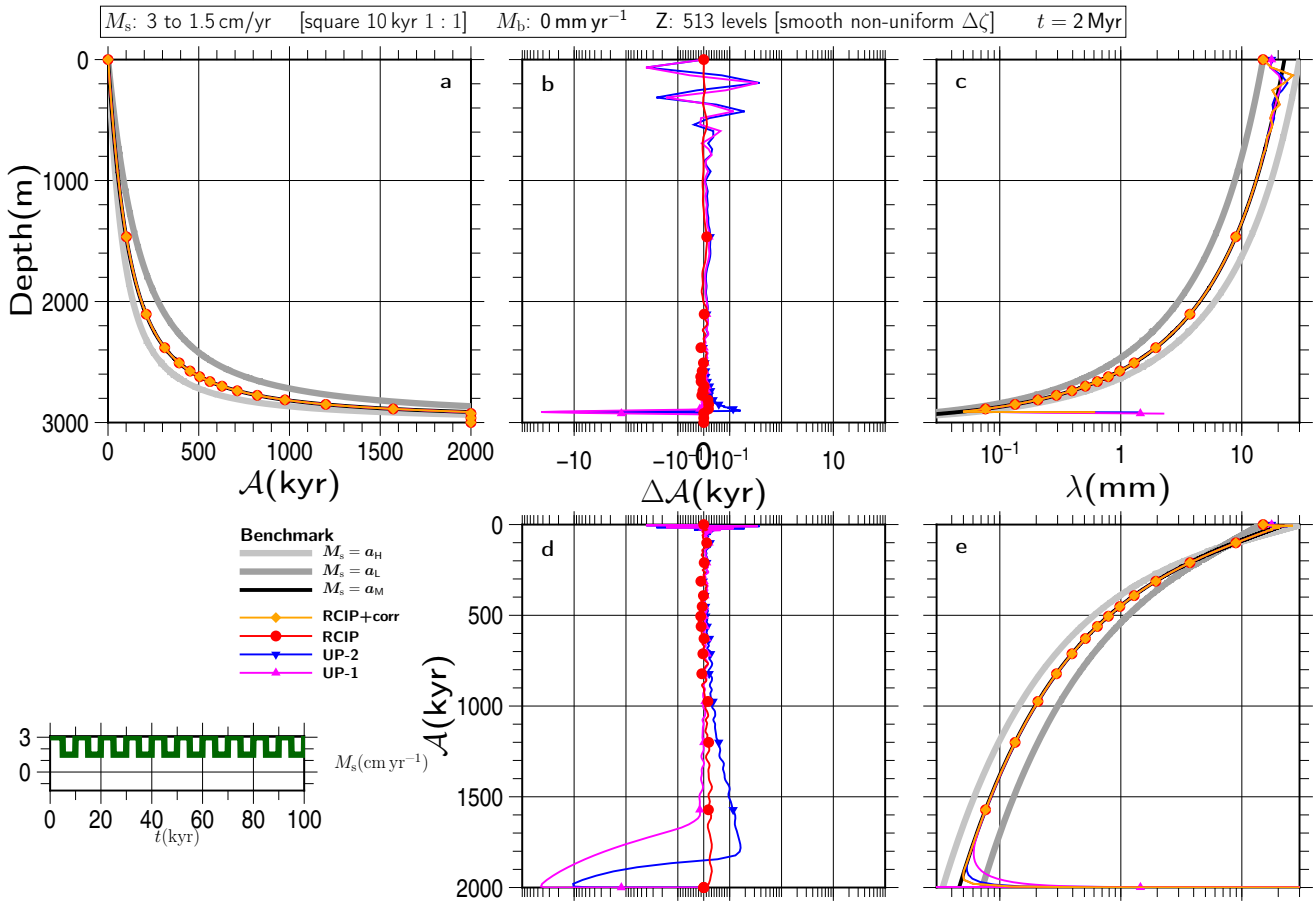 Mₛ: 3 to 1.5 cm/yr [square 10 kyr 1 : 1] M_b: 0 mm yr⁻¹ Z: 513 levels [smooth non-uniform Δζ] t = 2 Myr
a b c
0
1000
2000
3000
Depth(m)
0 500 1000 1500 2000
𝒜(kyr)
−10 −10⁻¹ 0 10⁻¹ 10
Δ𝒜(kyr)
10⁻¹ 1 10
λ(mm)
Benchmark
Mₛ = a_H
Mₛ = a_L
Mₛ = a_M
RCIP+corr
RCIP
UP-2
UP-1
3
0
Mₛ(cm yr⁻¹)
0 20 40 60 80 100
t(kyr)
d e
0
500
1000
1500
2000
𝒜(kyr)